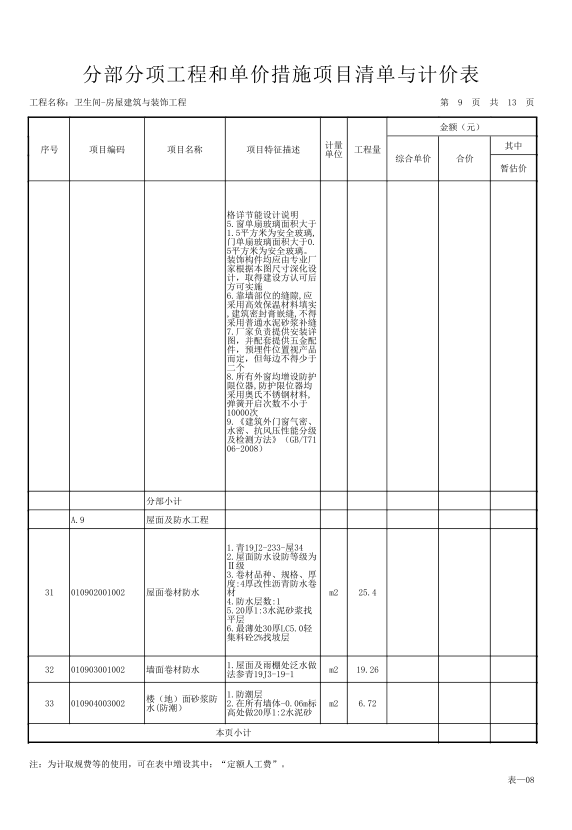 分部分项工程和单价措施项目清单与计价表
工程名称：卫生间-房屋建筑与装饰工程
第 9 页 共 13 页
序号
项目编码
项目名称
项目特征描述
计量
单位
工程量
金额（元）
综合单价
合价
其中
暂估价
格详节能设计说明
5.窗单扇玻璃面积大于
1.5平方米为安全玻璃,
门单扇玻璃面积大于0.
5平方米为安全玻璃。
装饰构件均应由专业厂
家根据本图尺寸深化设
计，取得建设方认可后
方可实施
6.靠墙部位的缝隙,应
采用高效保温材料填实
,建筑密封膏嵌缝,不得
采用普通水泥砂浆补缝
7.厂家负责提供安装详
图，并配套提供五金配
件，预埋件位置视产品
而定，但每边不得少于
二个
8.所有外窗均增设防护
限位器,防护限位器均
采用奥氏不锈钢材料,
弹簧开启次数不小于
10000次
9.《建筑外门窗气密、
水密、抗风压性能分级
及检测方法》（GB/T71
06-2008）
分部小计
A.9
屋面及防水工程
31
010902001002
屋面卷材防水
1.青19J2-233-屋34
2.屋面防水设防等级为
Ⅱ级
3.卷材品种、规格、厚
度:4厚改性沥青防水卷
材
4.防水层数:1
5.20厚1:3水泥砂浆找
平层
6.最薄处30厚LC5.0轻
集料砼2%找坡层
m2
25.4
32
010903001002
墙面卷材防水
1.屋面及雨棚处泛水做
法参青19J3-19-1
m2
19.26
33
010904003002
楼（地）面砂浆防
水(防潮)
1.防潮层
2.在所有墙体-0.06m标
高处做20厚1:2水泥砂
m2
6.72
本页小计
注：为计取规费等的使用，可在表中增设其中：“定额人工费”。
表—08